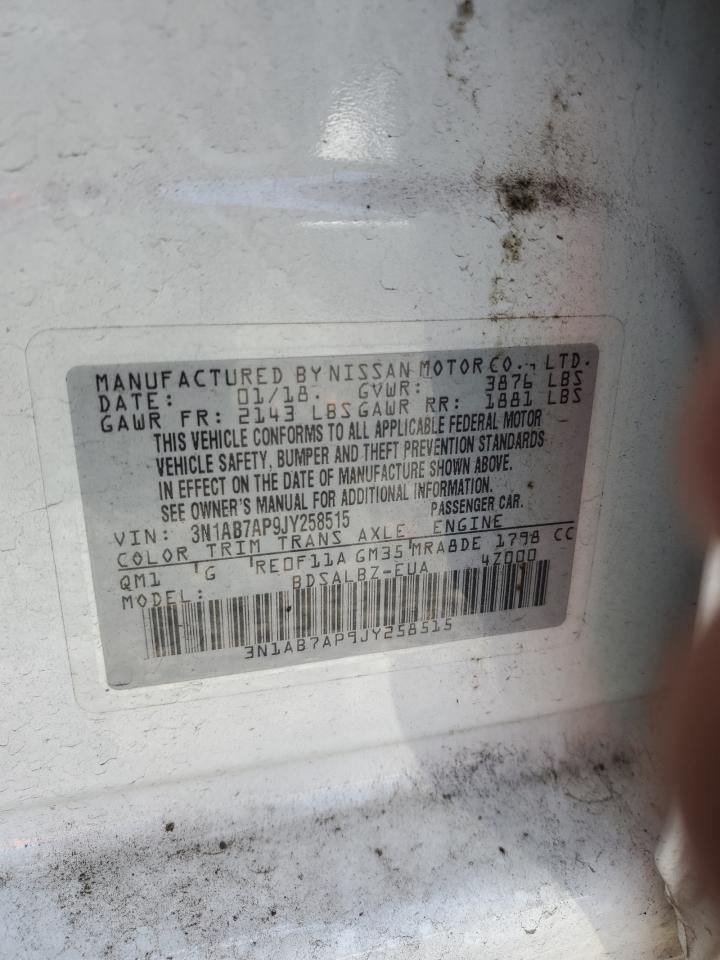 MANUFACTURED BY NISSAN MOTOR CO., LTD.
DATE: 01/18. GVWR: 3876 LBS
GAWR FR: 2143 LBS GAWR RR: 1881 LBS
THIS VEHICLE CONFORMS TO ALL APPLICABLE FEDERAL MOTOR
VEHICLE SAFETY, BUMPER AND THEFT PREVENTION STANDARDS
IN EFFECT ON THE DATE OF MANUFACTURE SHOWN ABOVE.
SEE OWNER'S MANUAL FOR ADDITIONAL INFORMATION.
VIN: 3N1AB7AP9JY258515 PASSENGER CAR.
COLOR TRIM TRANS AXLE ENGINE
QM1 G RE0F11A GM35 MRA8DE 1798 CC
MODEL: BDSALBZ-EUA 4Z000
3N1AB7AP9JY258515